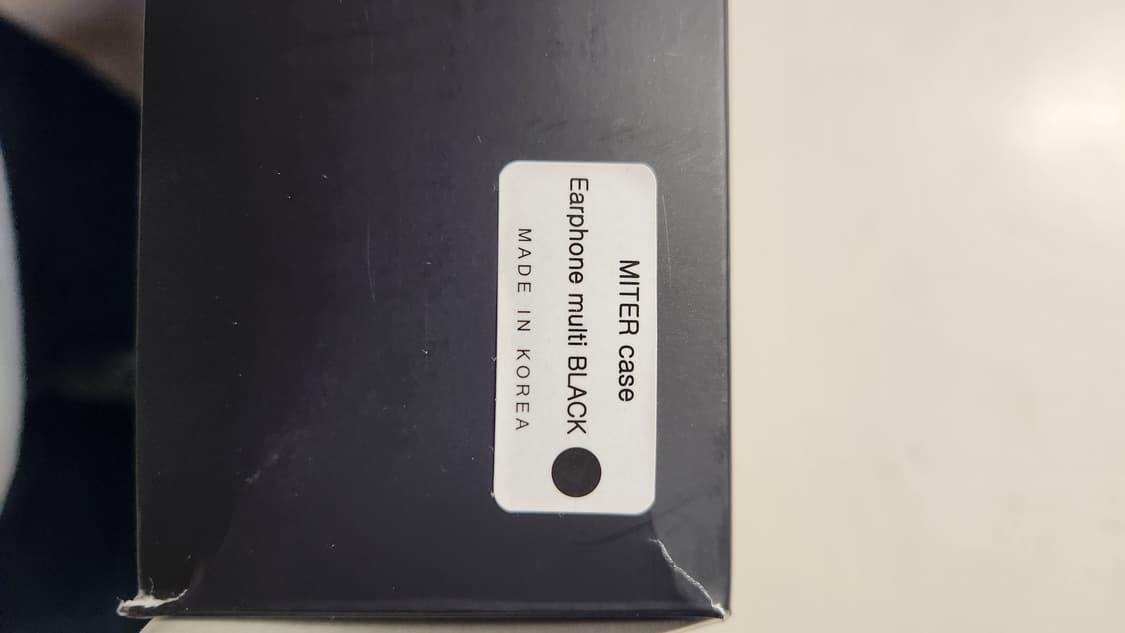 MITER case
Earphone multi BLACK
MADE IN KOREA